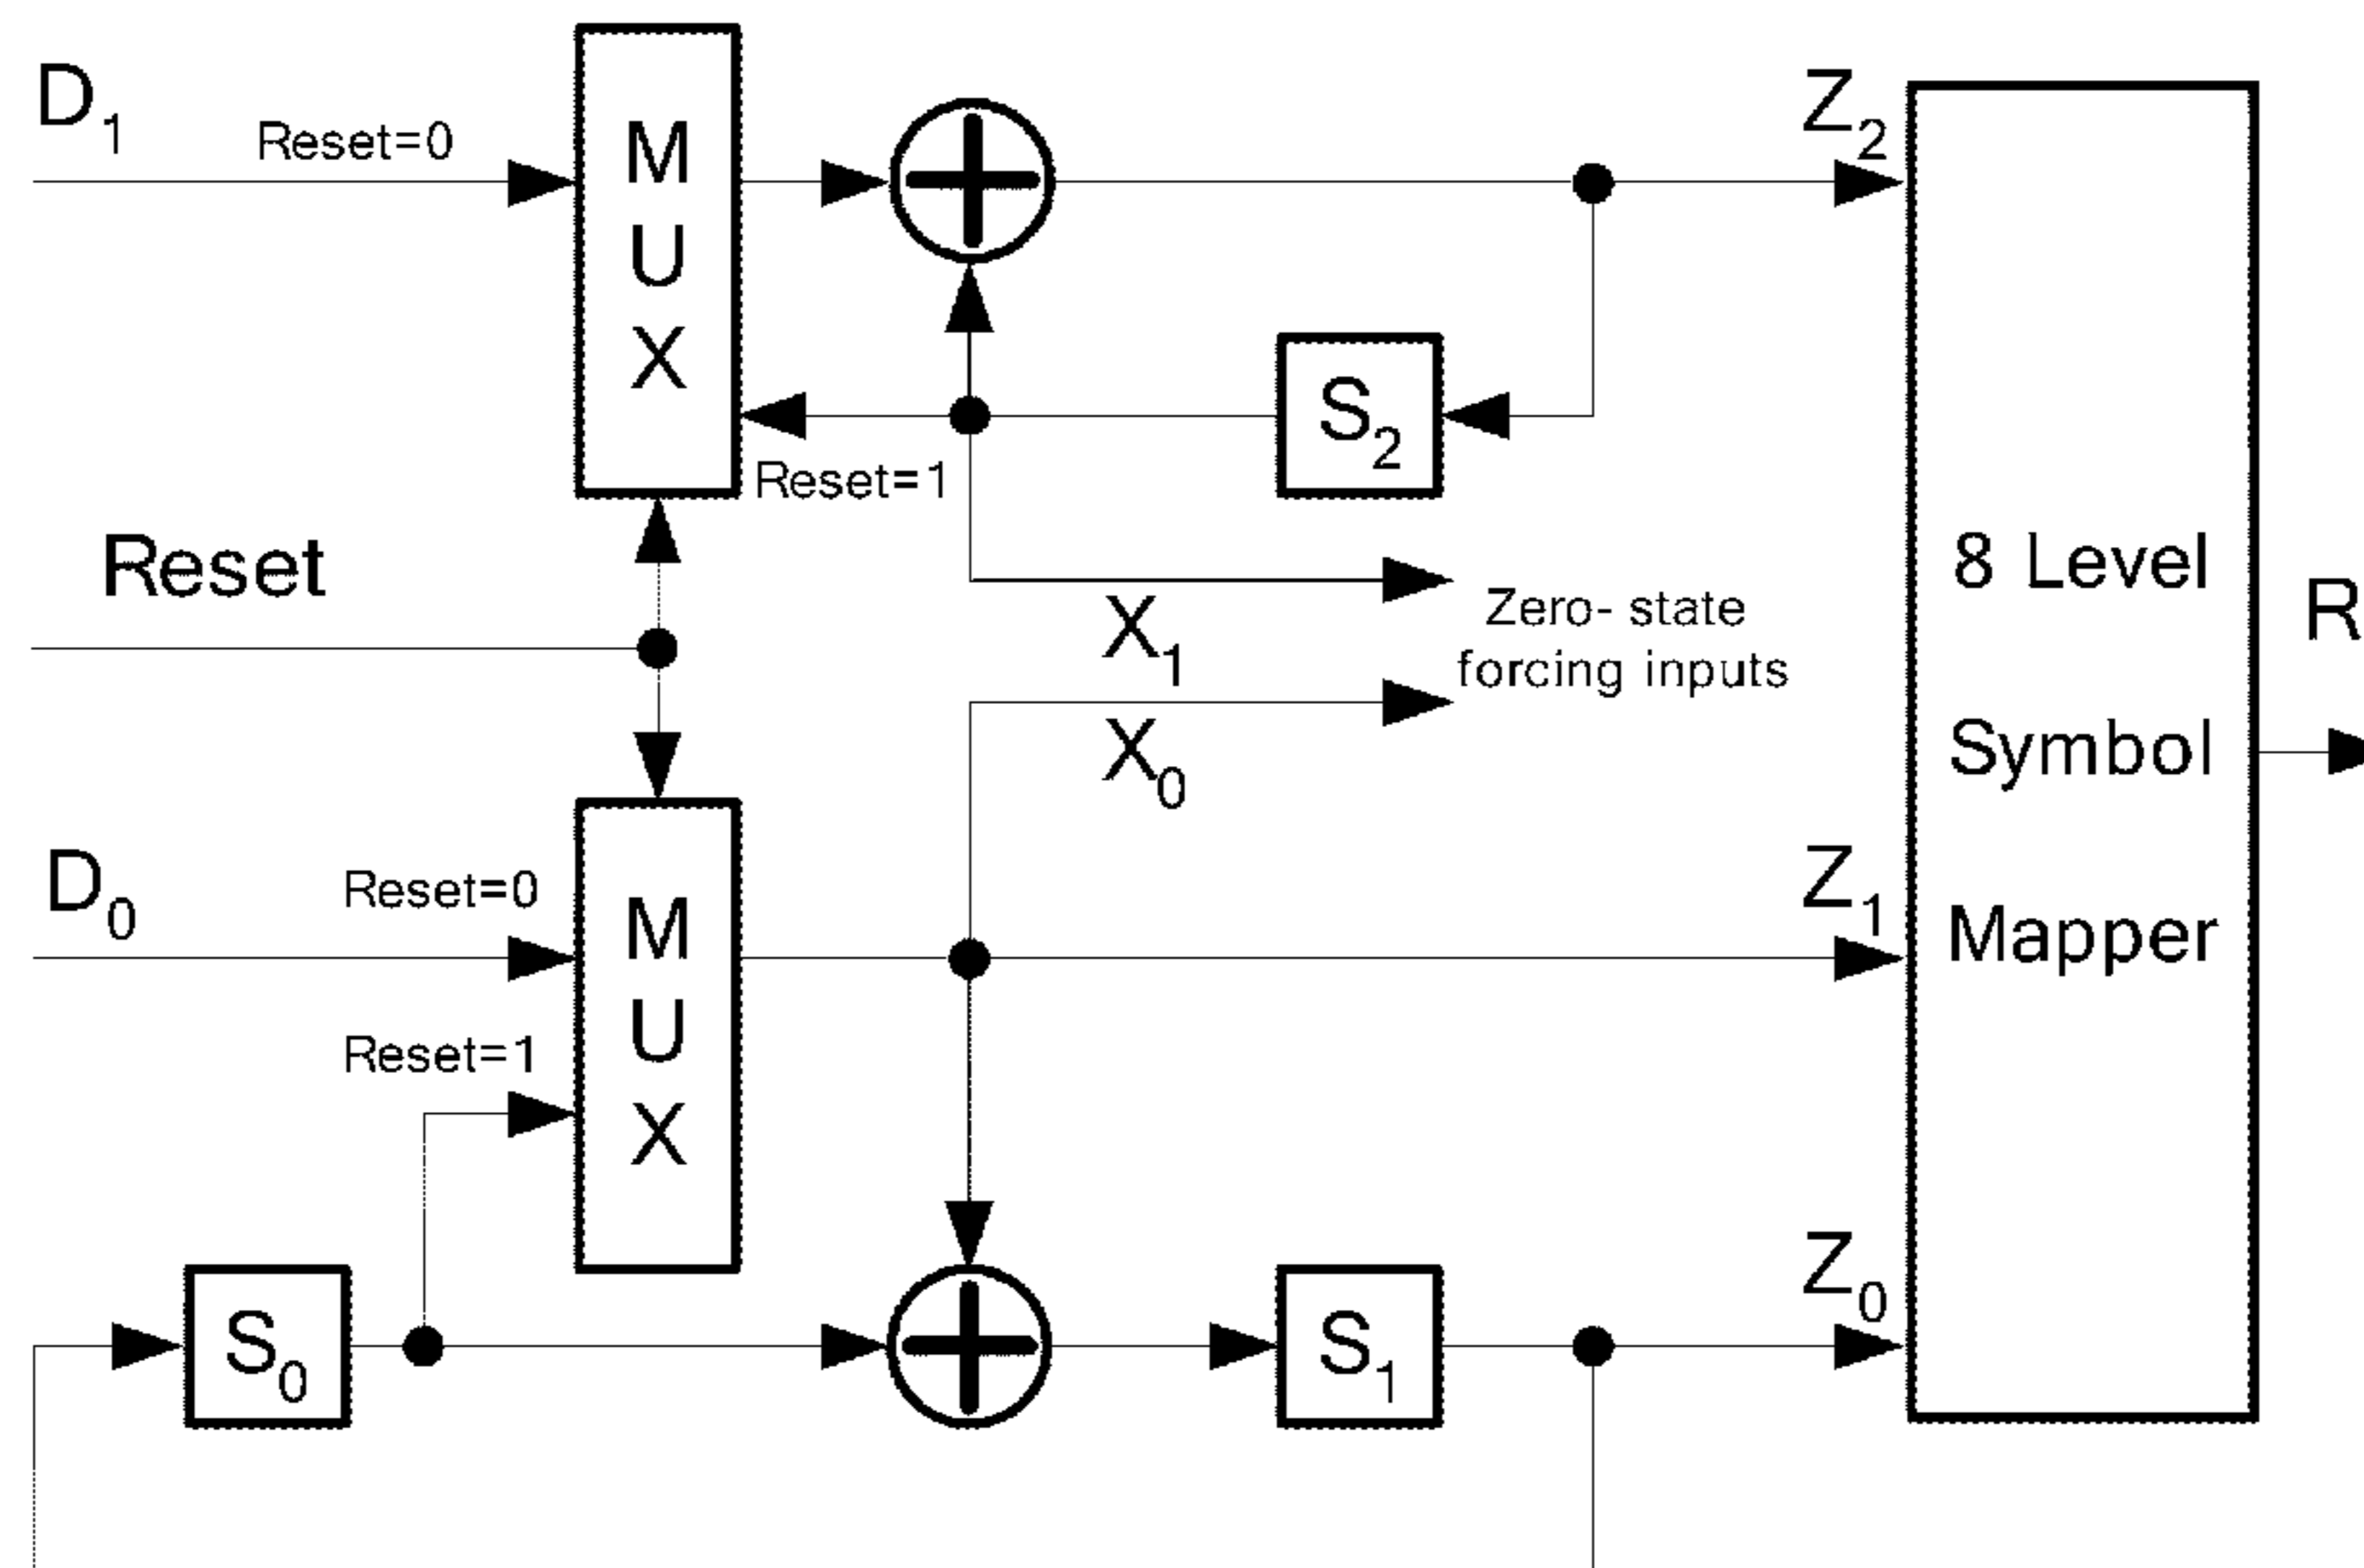 D₁
Reset=0
M
U
X
Z₂
S₂
Reset=1
Reset
8 Level
Symbol
Mapper
R
X₁
Zero- state
forcing inputs
X₀
D₀
Reset=0
Reset=1
M
U
X
Z₁
Z₀
S₀
S₁